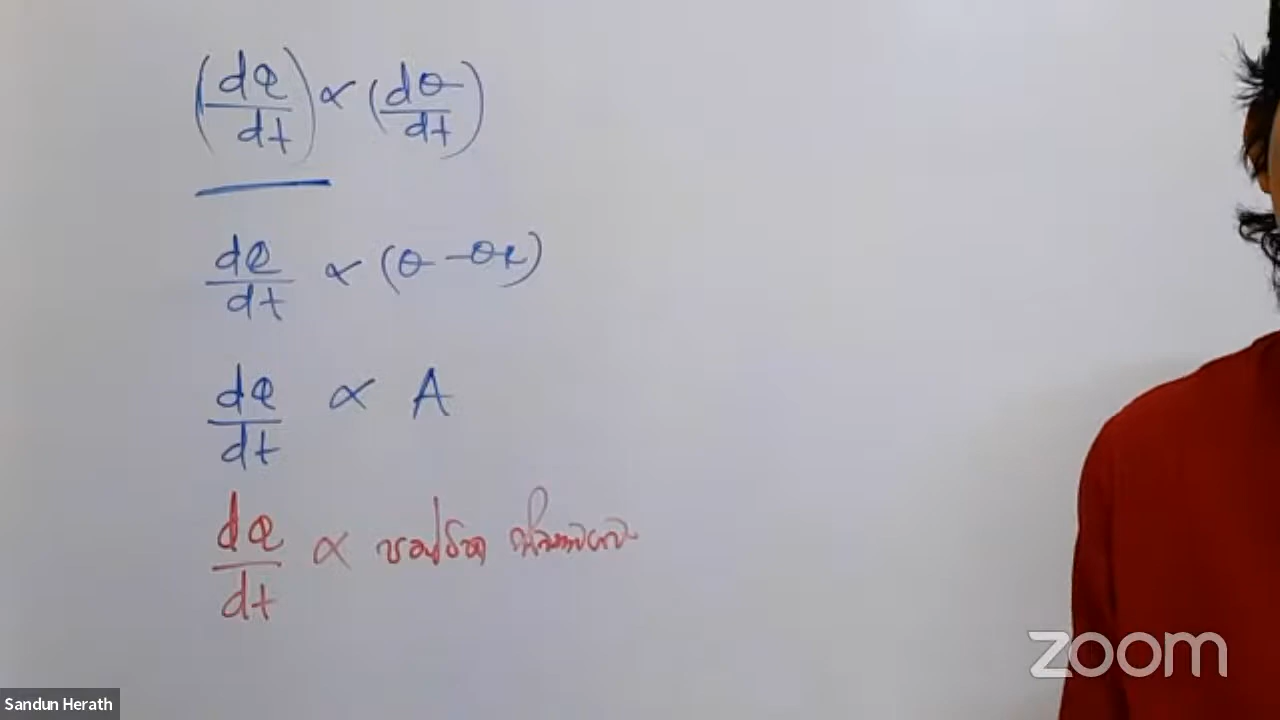 (dQ/dt) ∝ (dθ/dt)
dQ/dt ∝ (θ - θR)
dQ/dt ∝ A
dQ/dt ∝
zoom
Sandun Herath